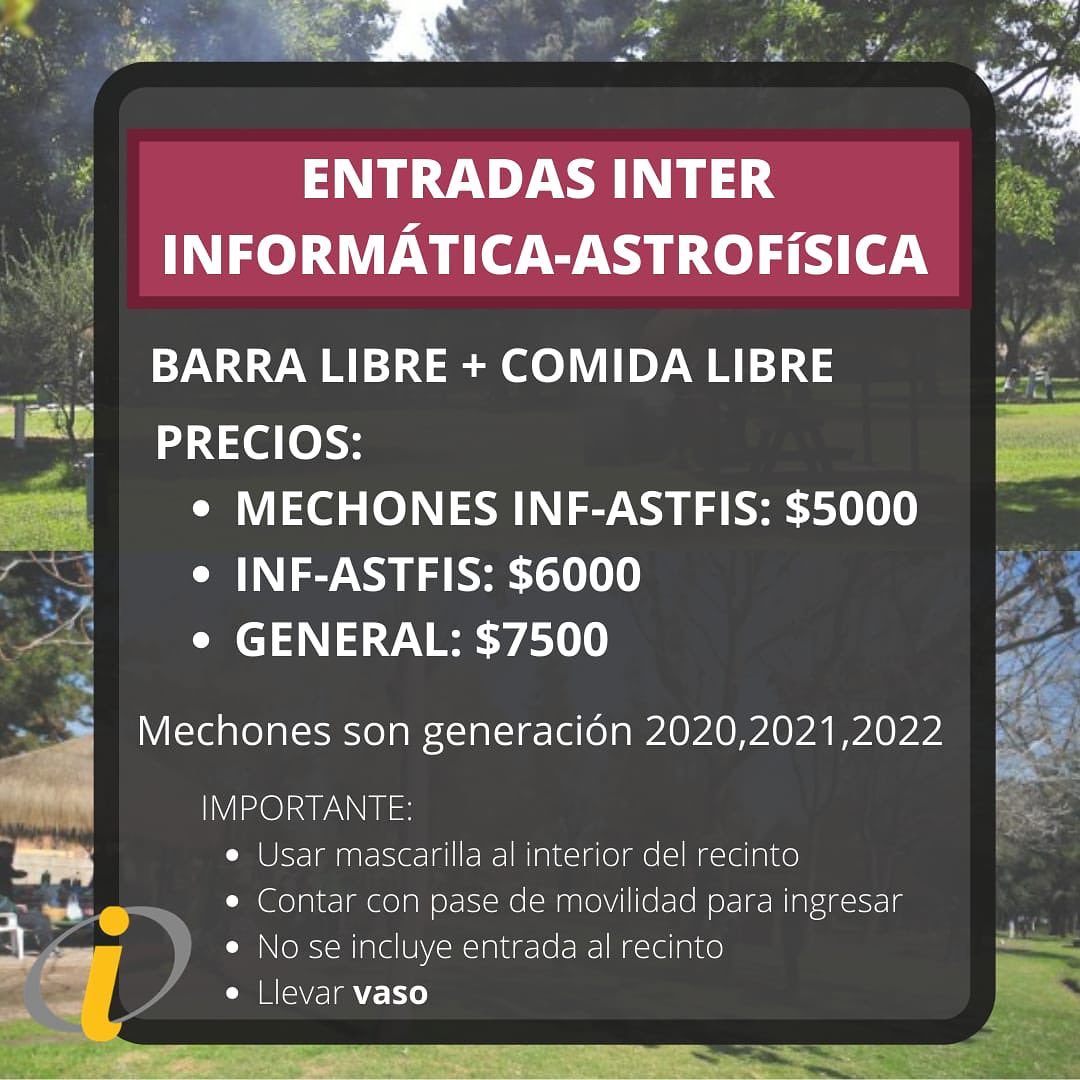 ENTRADAS INTER
INFORMÁTICA-ASTROFíSICA
BARRA LIBRE + COMIDA LIBRE
PRECIOS:
• MECHONES INF-ASTFIS: $5000
• INF-ASTFIS: $6000
• GENERAL: $7500
Mechones son generación 2020,2021,2022
IMPORTANTE:
• Usar mascarilla al interior del recinto
• Contar con pase de movilidad para ingresar
• No se incluye entrada al recinto
• Llevar vaso
i